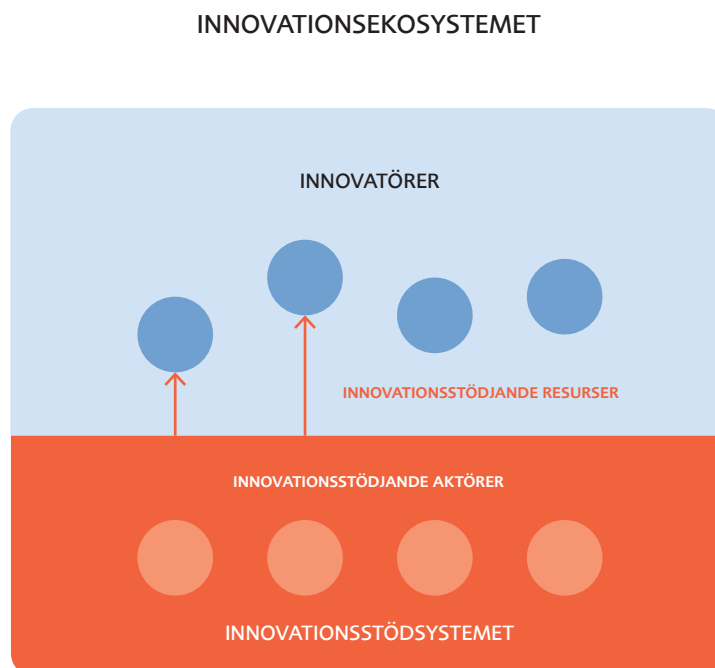 INNOVATIONSEKOSYSTEMET
INNOVATÖRER
INNOVATIONSSTÖDJANDE RESURSER
INNOVATIONSSTÖDJANDE AKTÖRER
INNOVATIONSSTÖDSYSTEMET